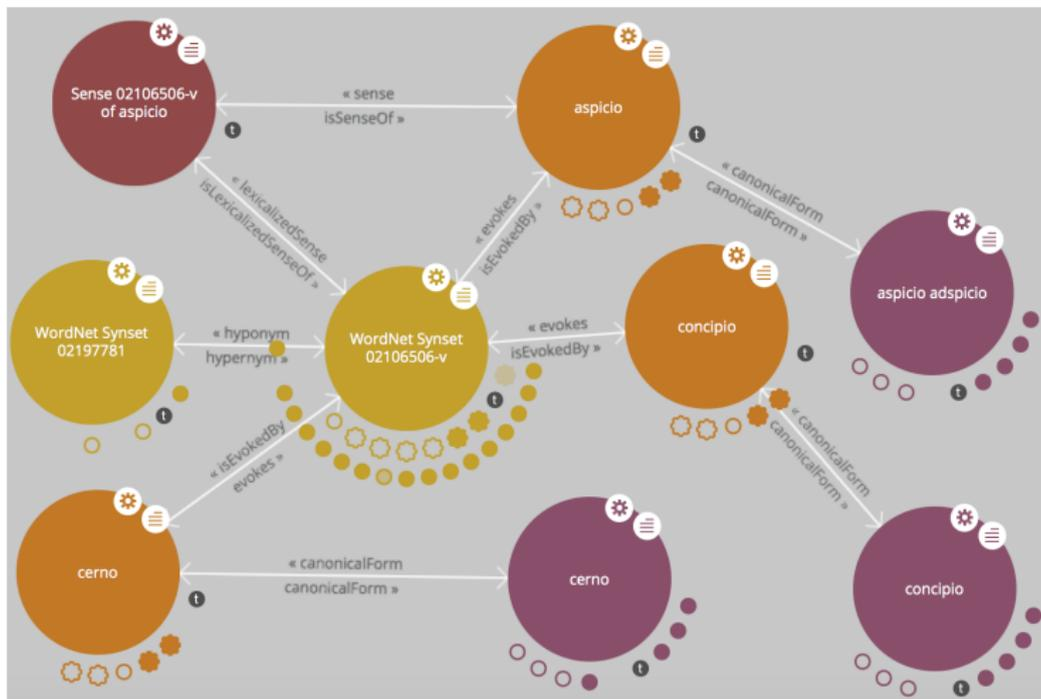 Sense 02106506-v
of aspicio
« sense
isSenseOf »
aspicio
t
t
« lexicalizedSense
isLexicalizedSenseOf »
« evokes
isEvokedBy »
« canonicalForm
canonicalForm »
aspicio adspicio
t
WordNet Synset
02197781
t
« hyponym
hypernym »
WordNet Synset
02106506-v
t
« evokes
isEvokedBy »
concipio
t
« isEvokedBy
evokes »
« canonicalForm
canonicalForm »
cerno
t
« canonicalForm
canonicalForm »
cerno
t
concipio
t